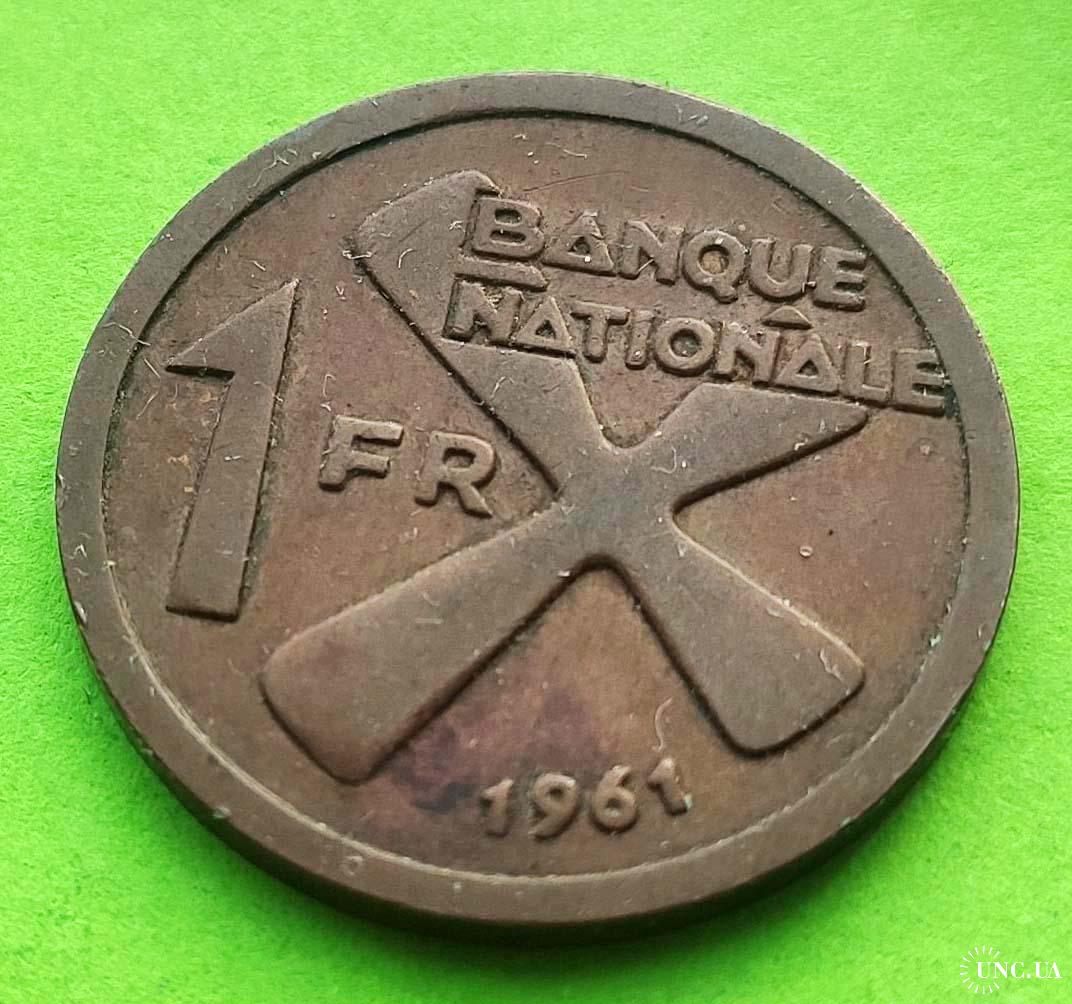 BANQUE
NATIONALE
1 FR
1961
UNC.UA